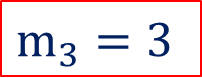 m₃ = 3